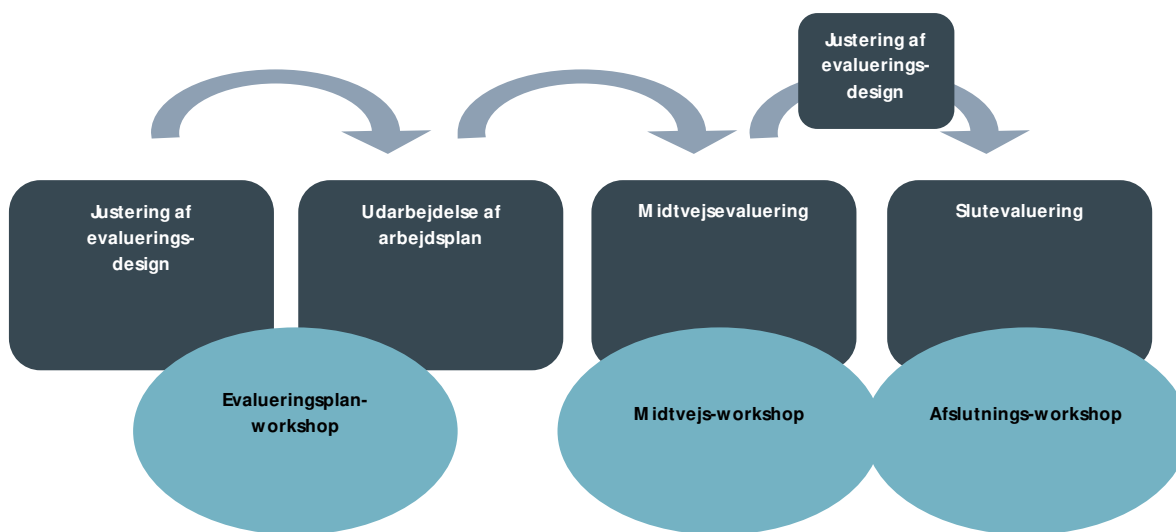 Justering af
evaluerings-
design
Justering af
evaluerings-
design
Udarbejdelse af
arbejdsplan
Midtvejsevaluering
Slutevaluering
Evalueringsplan-
workshop
Midtvejs-workshop
Afslutnings-workshop